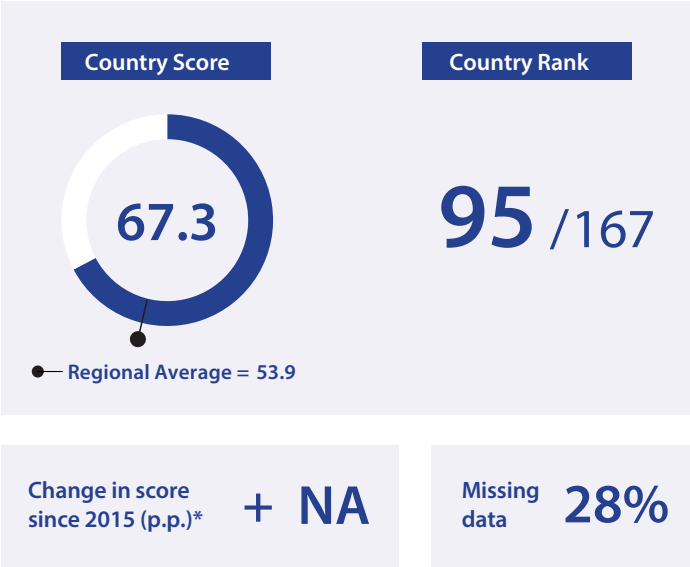 Country Score
Country Rank
67.3
95 /167
Regional Average = 53.9
Change in score
since 2015 (p.p.)*
+ NA
Missing
data
28%